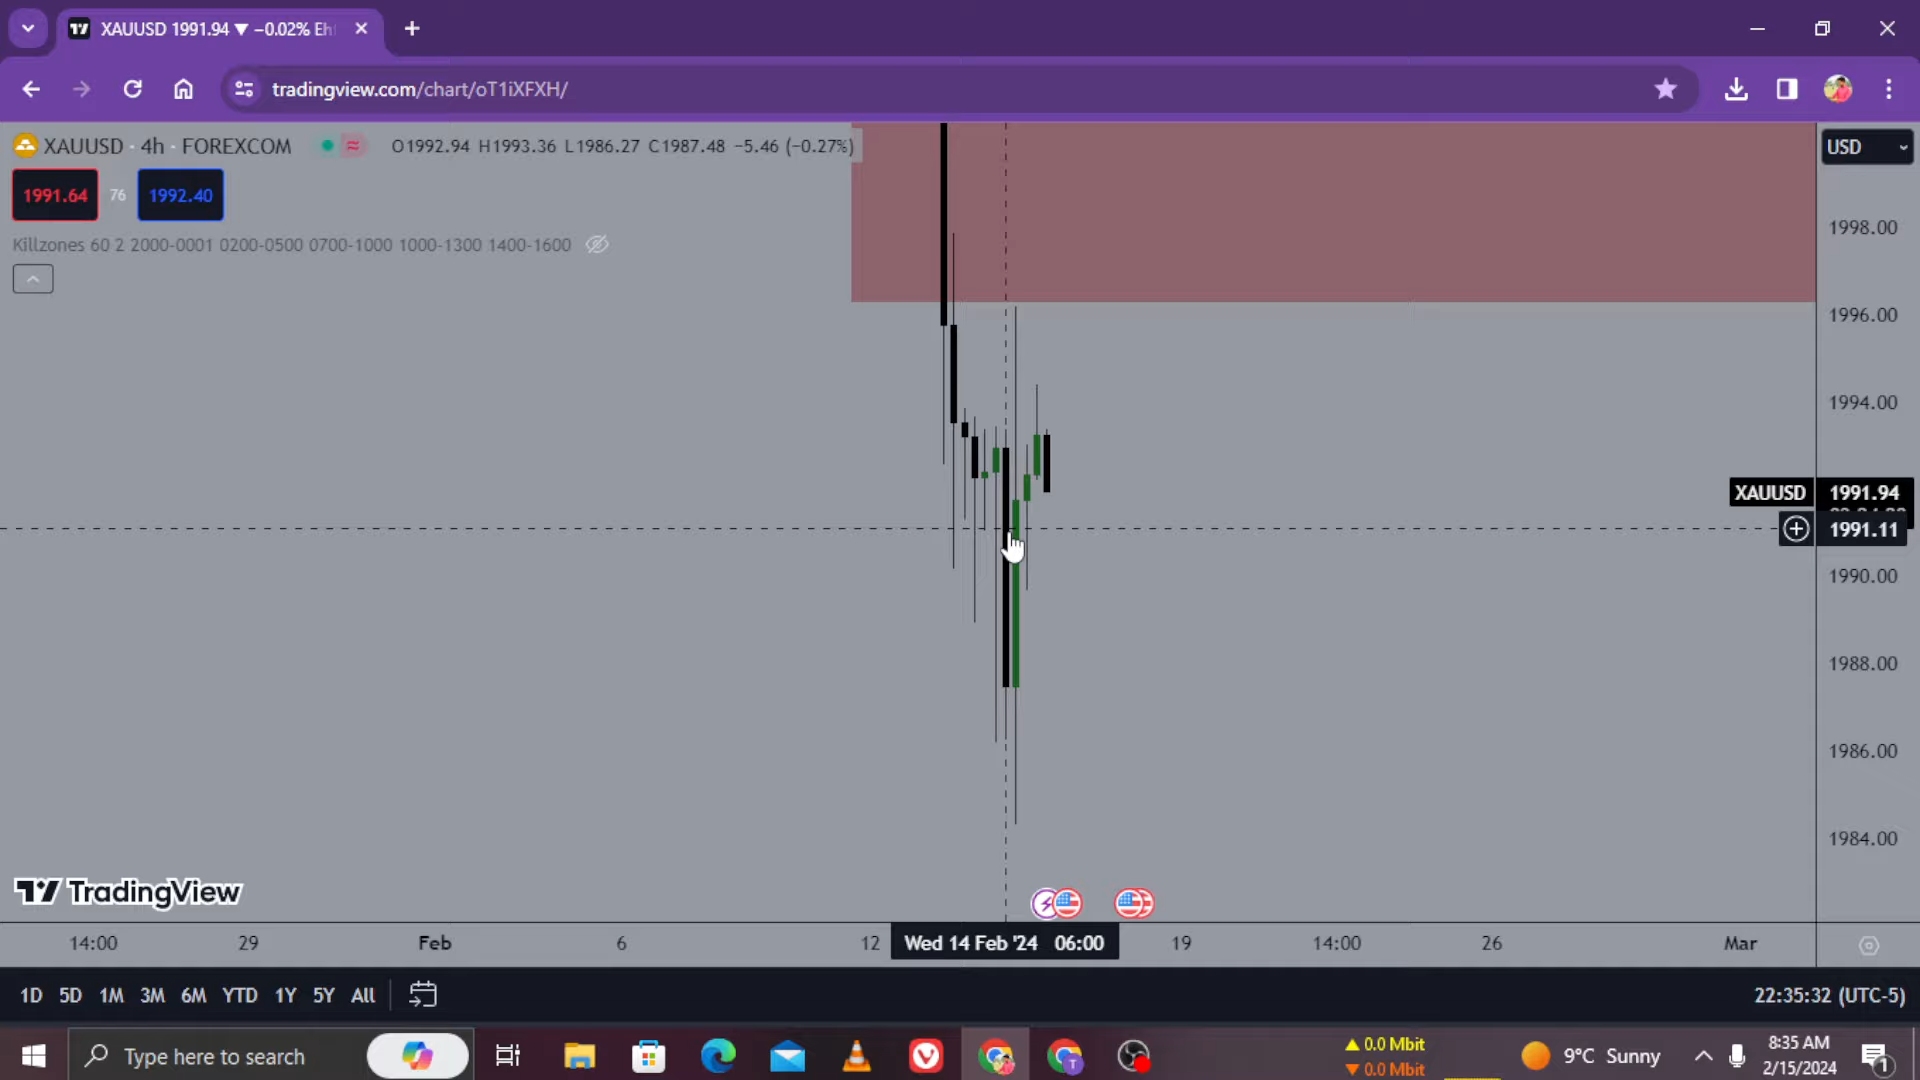 XAUUSD 1991.94 ▼ −0.02% Eh
tradingview.com/chart/oT1iXFXH/
XAUUSD · 4h · FOREXCOM O1992.94 H1993.36 L1986.27 C1987.48 −5.46 (−0.27%)
USD
1991.64 76 1992.40
1998.00
Killzones 60 2 2000-0001 0200-0500 0700-1000 1000-1300 1400-1600
1996.00
1994.00
XAUUSD 1991.94
1991.11
1990.00
1988.00
1986.00
1984.00
TradingView
14:00 29 Feb 6 12 Wed 14 Feb '24 06:00 19 14:00 26 Mar
1D 5D 1M 3M 6M YTD 1Y 5Y All 22:35:32 (UTC-5)
Type here to search
▲ 0.0 Mbit
▼ 0.0 Mbit
9°C Sunny
8:35 AM
2/15/2024
1